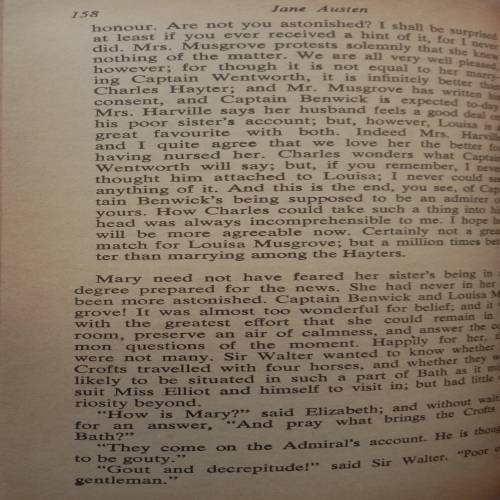 158 Jane Austen
honour. Are not you astonished? I shall be surprised
at least if you ever received a hint of it, for I never
did. Mrs. Musgrove protests solemnly that she knew
nothing of the matter. We are all very well pleased,
however; for though it is not equal to her marry-
ing Captain Wentworth, it is infinitely better than
Charles Hayter; and Mr. Musgrove has written his
consent, and Captain Benwick is expected to-day.
Mrs. Harville says her husband feels a good deal on
his poor sister's account; but, however, Louisa is a
great favourite with both. Indeed Mrs. Harville
and I quite agree that we love her the better for
having nursed her. Charles wonders what Captain
Wentworth will say; but, if you remember, I never
thought him attached to Louisa; I never could see
anything of it. And this is the end, you see, of Cap-
tain Benwick's being supposed to be an admirer of
yours. How Charles could take such a thing into his
head was always incomprehensible to me. I hope he
will be more agreeable now. Certainly not a great
match for Louisa Musgrove; but a million times bet-
ter than marrying among the Hayters.
Mary need not have feared her sister's being in
degree prepared for the news. She had never in her
been more astonished. Captain Benwick and Louisa M
grove! It was almost too wonderful for belief; and it
with the greatest effort that she could remain in
room, preserve an air of calmness, and answer the
mon questions of the moment. Happily for her,
were not many. Sir Walter wanted to know whether
Crofts travelled with four horses, and whether they
likely to be situated in such a part of Bath as it
suit Miss Elliot and himself to visit in; but had little
riosity beyond.
"How is Mary?" said Elizabeth; and without
for an answer, "And pray what brings the Crofts
Bath?"
"They come on the Admiral's account. He is
to be gouty."
"Gout and decrepitude!" said Sir Walter. "Poor
gentleman."